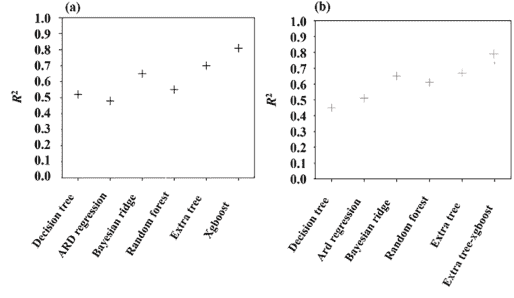 (a)
1.0
0.9
0.8
0.7
0.6
0.5
0.4
0.3
0.2
0.1
0.0
R²
Decision tree
ARD regression
Bayesian ridge
Random forest
Extra tree
Xgboost
(b)
1.0
0.9
0.8
0.7
0.6
0.5
0.4
0.3
0.2
0.1
0.0
R²
Decision tree
Ard regression
Bayesian ridge
Random forest
Extra tree
Extra tree-xgboost